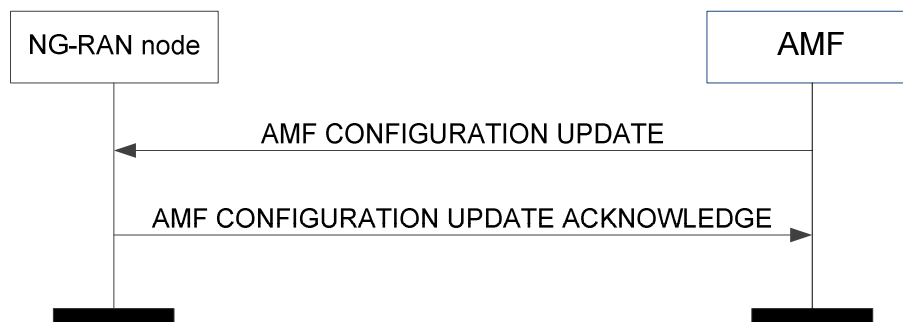 NG-RAN node
AMF
AMF CONFIGURATION UPDATE
AMF CONFIGURATION UPDATE ACKNOWLEDGE